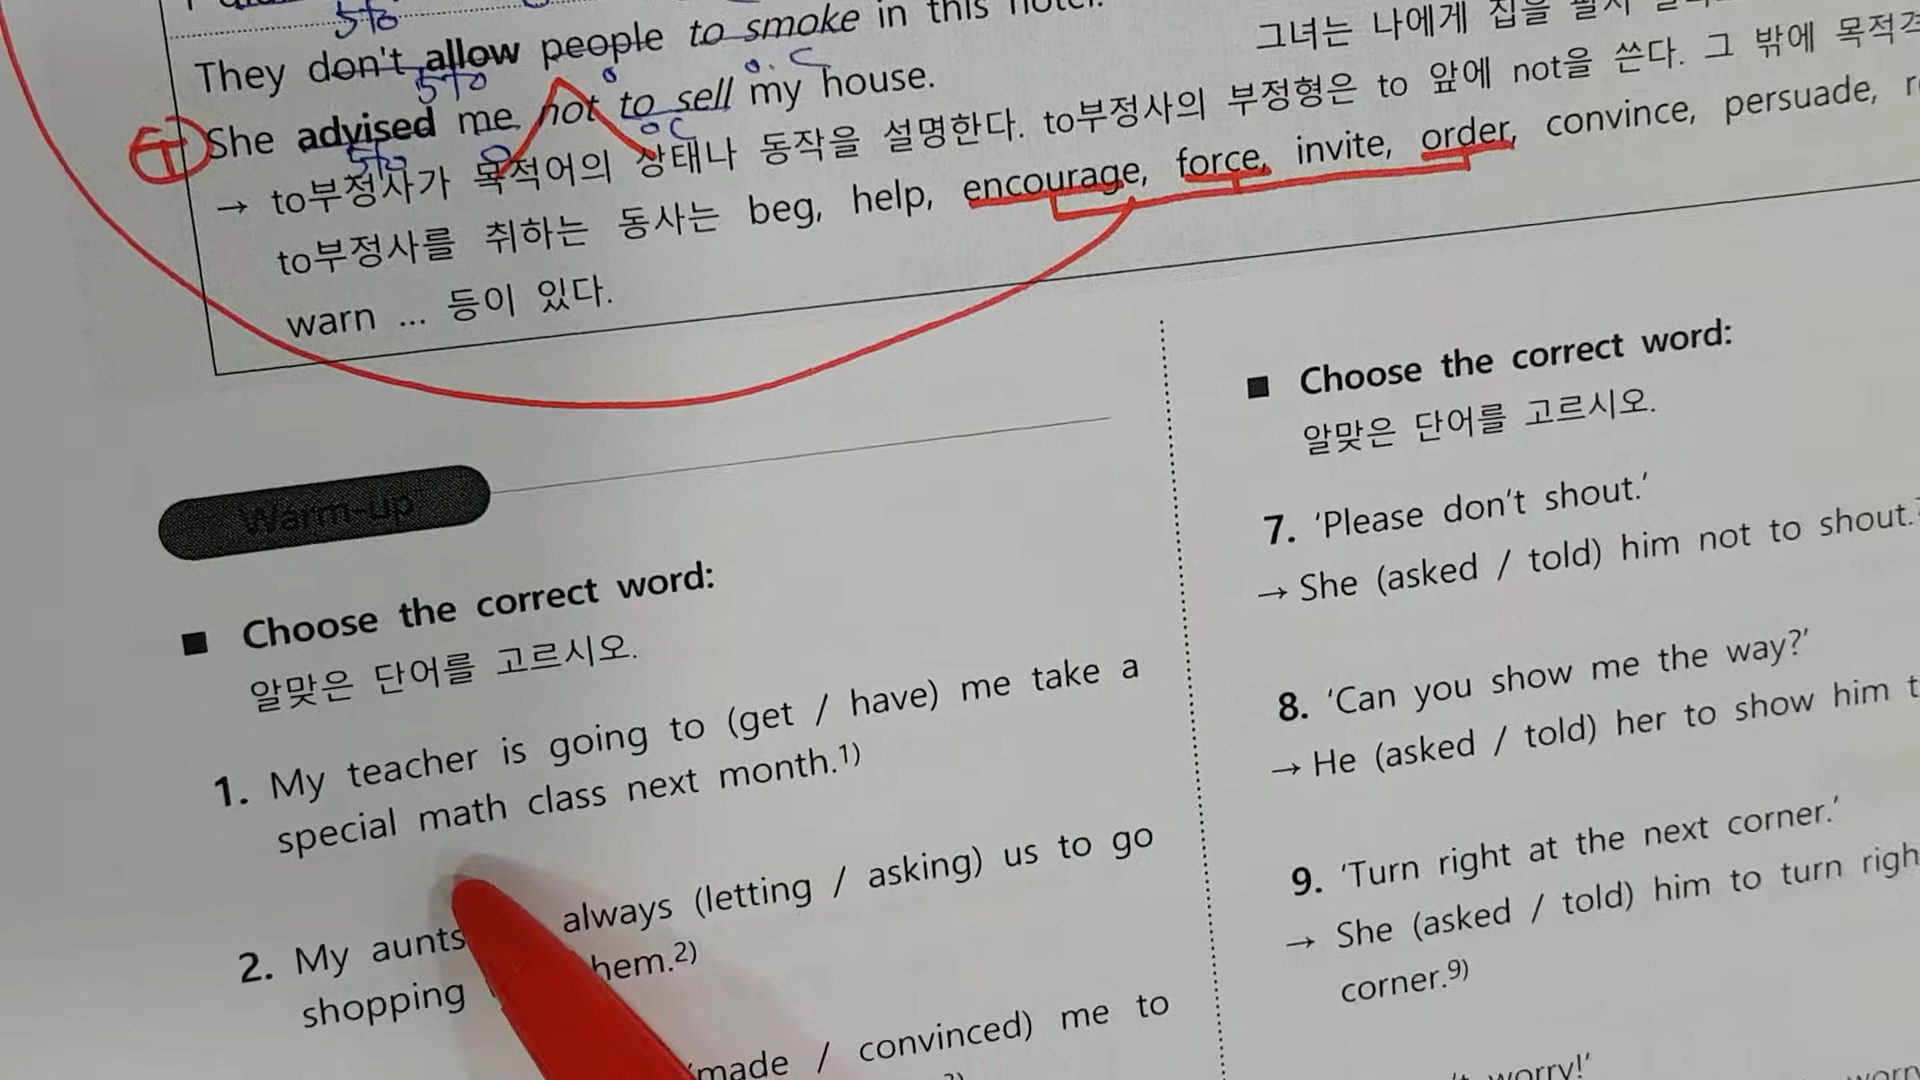 They don't allow people to smoke in this hotel.
She advised me not to sell my house.
그녀는 나에게 집을 팔지
→ to부정사가 목적어의 상태나 동작을 설명한다. to부정사의 부정형은 to 앞에 not을 쓴다. 그 밖에
to부정사를 취하는 동사는 beg, help, encourage, force, invite, order, convince, persuade,
warn ... 등이 있다.
Warm-up
■ Choose the correct word:
알맞은 단어를 고르시오.
1. My teacher is going to (get / have) me take a
special math class next month.1)
2. My aunts always (letting / asking) us to go
shopping hem.2)
made / convinced) me to
■ Choose the correct word:
알맞은 단어를 고르시오.
7. 'Please don't shout.'
→ She (asked / told) him not to shout.
8. 'Can you show me the way?'
→ He (asked / told) her to show him
9. 'Turn right at the next corner.'
→ She (asked / told) him to turn righ
corner.9)
worry!'